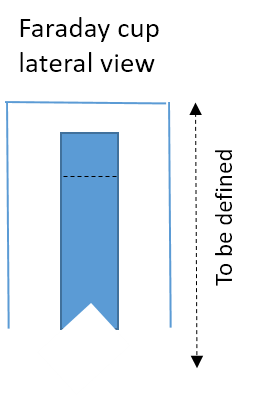 Faraday cup
lateral view
To be defined